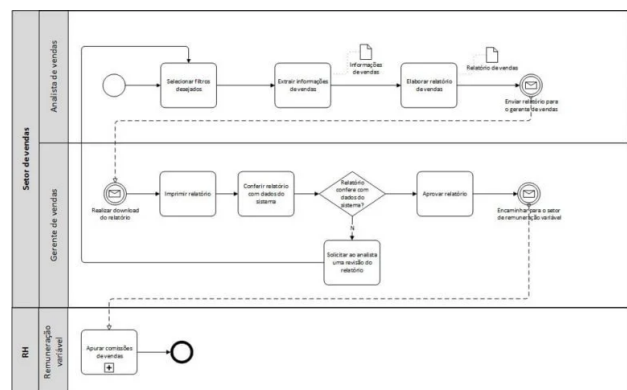 Setor de vendas
Analista de vendas
Selecionar filtros
desejados
Extrair informações
de vendas
Informações
de vendas
Elaborar relatório
de vendas
Relatório de vendas
Enviar relatório para
o gerente de vendas
Gerente de vendas
Realizar download
do relatório
Imprimir relatório
Conferir relatório
com dados do
sistema
Relatório
confere com
dados do
sistema?
N
Aprovar relatório
Encaminhar para o setor
de remuneração variável
Solicitar ao analista
uma revisão do
relatório
RH
Remuneração
variável
Apurar comissões
de vendas